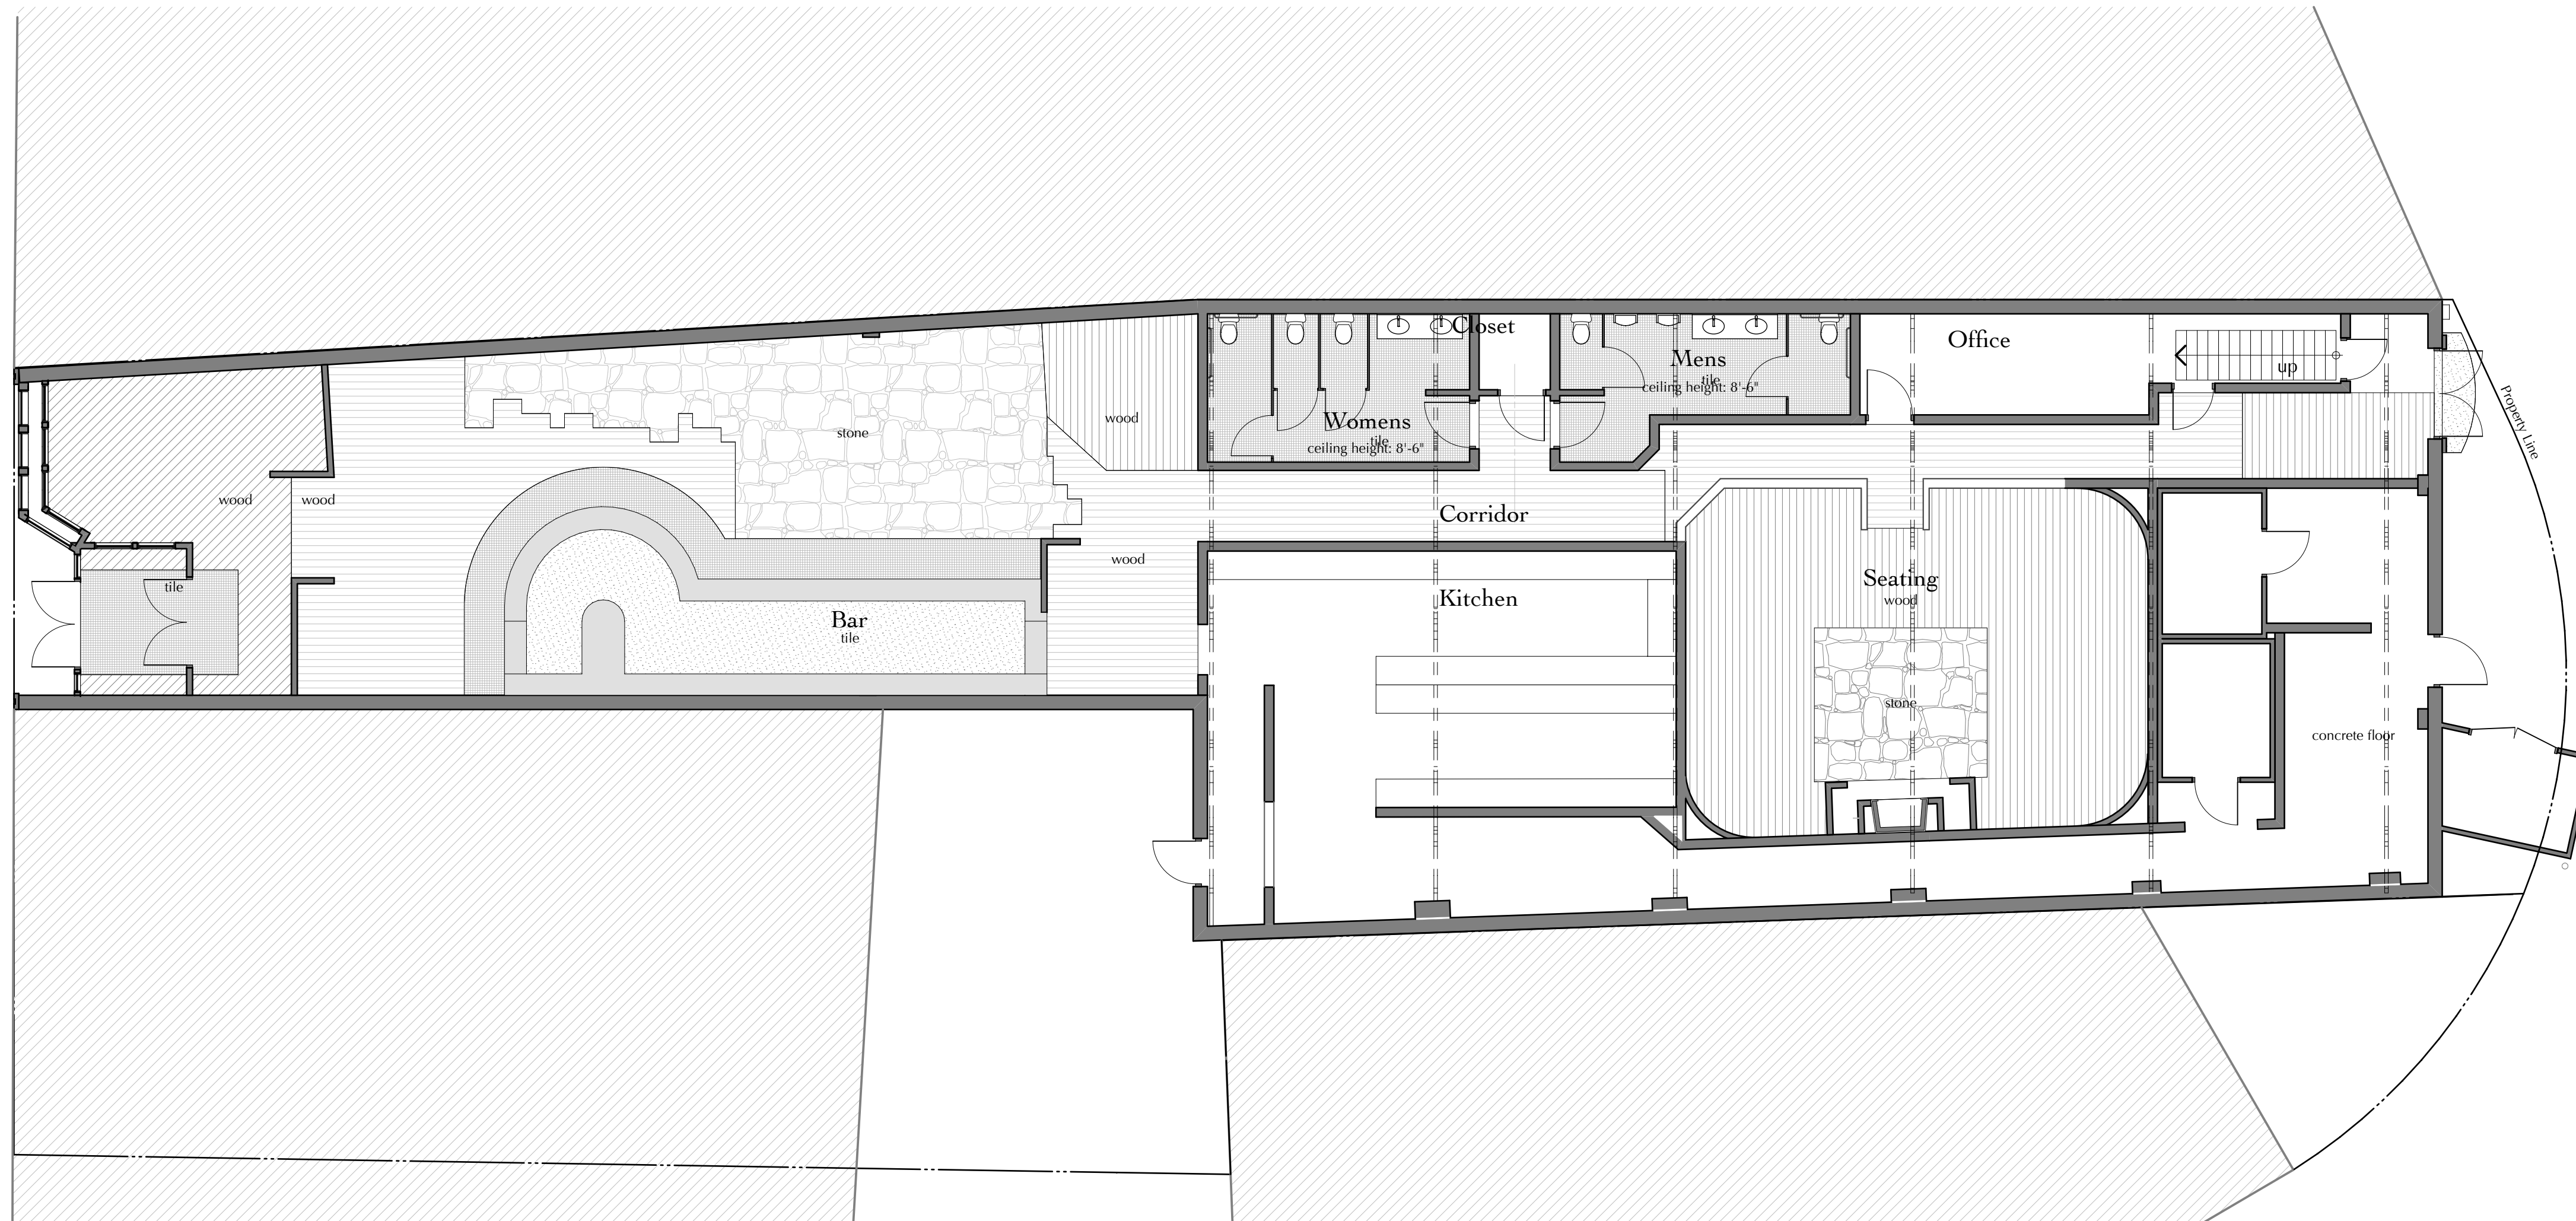 Closet
Office
Mens
tile
ceiling height: 8'-6"
up
Property Line
wood
Womens
tile
ceiling height: 8'-6"
stone
wood
wood
Corridor
wood
Seating
wood
tile
Kitchen
Bar
tile
stone
concrete floor